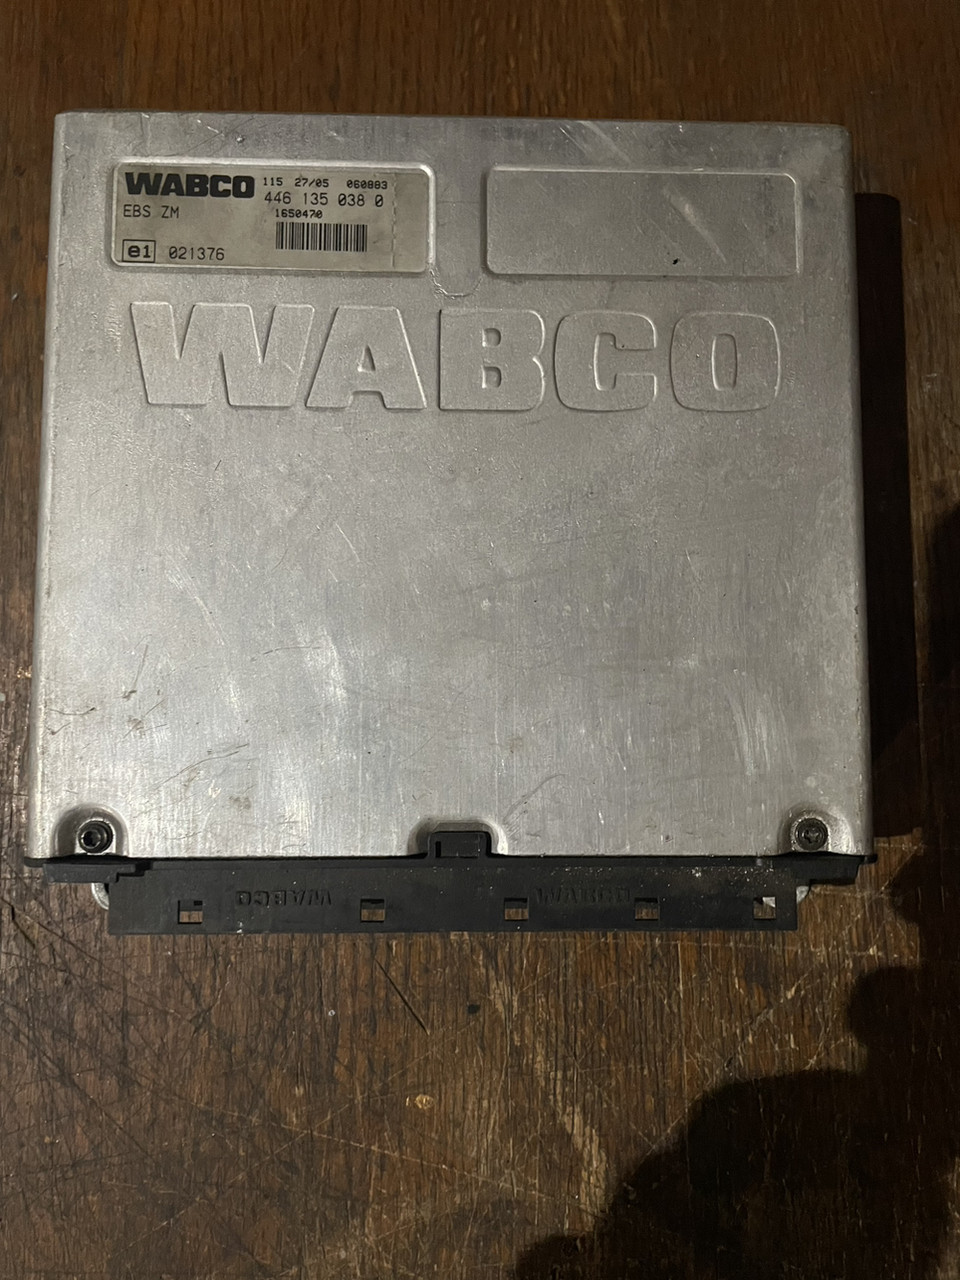 WABCO 115 27/05 060883
446 135 038 0
EBS ZM 1650470
e1 021376
WABCO
WABCO WABCO